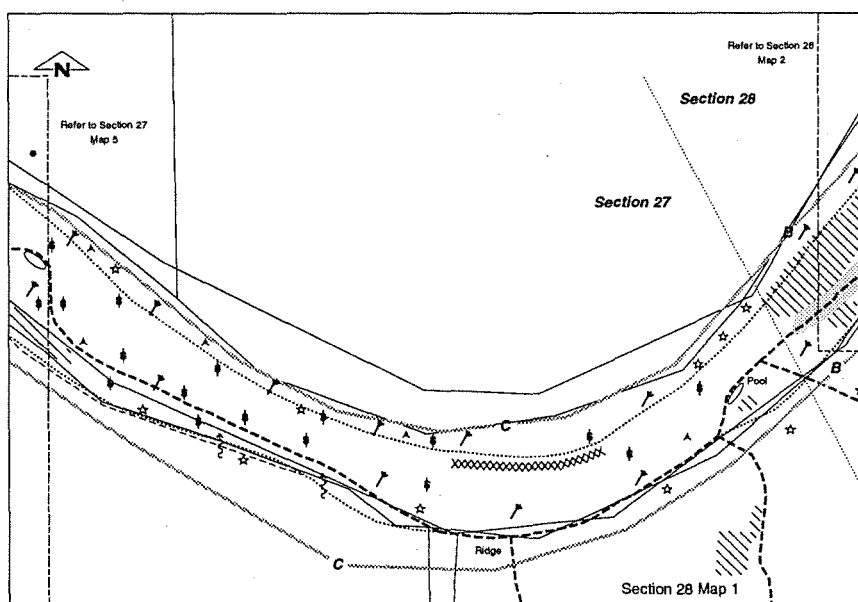 Refer to Section 28
Map 2
N
Section 28
Refer to Section 27
Map 5
Section 27
B
B
Pool
C
Ridge
C
Section 28 Map 1